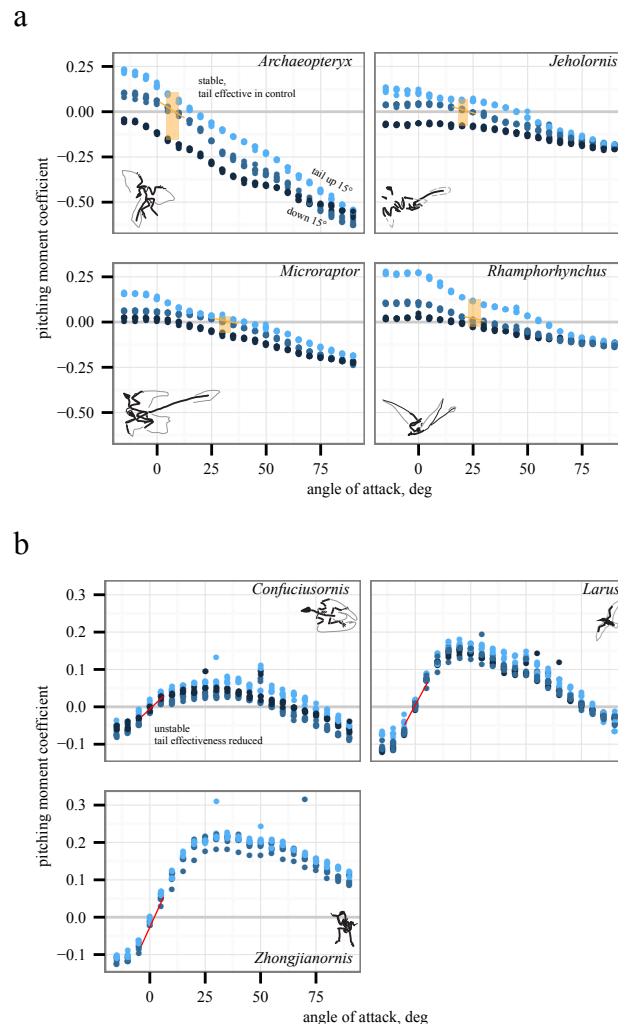 a
Archaeopteryx
Jeholornis
0.25
0.00
−0.25
−0.50
stable,
tail effective in control
tail up 15°
down 15°
Microraptor
Rhamphorhynchus
0.25
0.00
−0.25
−0.50
pitching moment coefficient
0
25
50
75
0
25
50
75
angle of attack, deg
b
Confuciusornis
Larus
0.3
0.2
0.1
0.0
−0.1
unstable
tail effectiveness reduced
0.3
0.2
0.1
0.0
−0.1
Zhongjianornis
pitching moment coefficient
0
25
50
75
angle of attack, deg